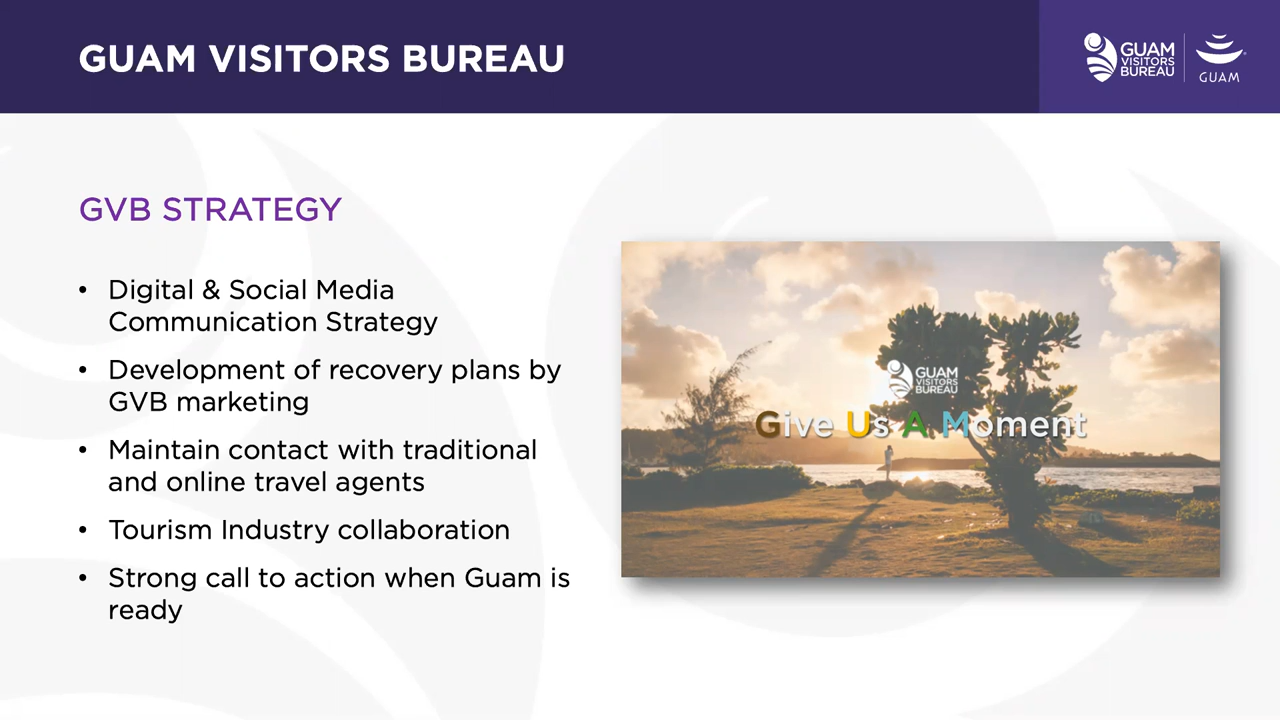 GUAM VISITORS BUREAU
GUAM
VISITORS
BUREAU
GUAM
GVB STRATEGY
• Digital & Social Media
Communication Strategy
• Development of recovery plans by
GVB marketing
• Maintain contact with traditional
and online travel agents
• Tourism Industry collaboration
• Strong call to action when Guam is
ready
GUAM
VISITORS
BUREAU
Give Us A Moment